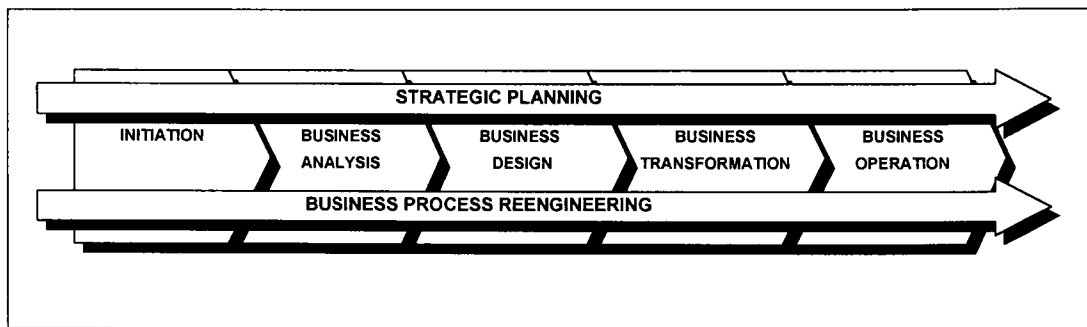 STRATEGIC PLANNING
INITIATION
BUSINESS
ANALYSIS
BUSINESS
DESIGN
BUSINESS
TRANSFORMATION
BUSINESS
OPERATION
BUSINESS PROCESS REENGINEERING